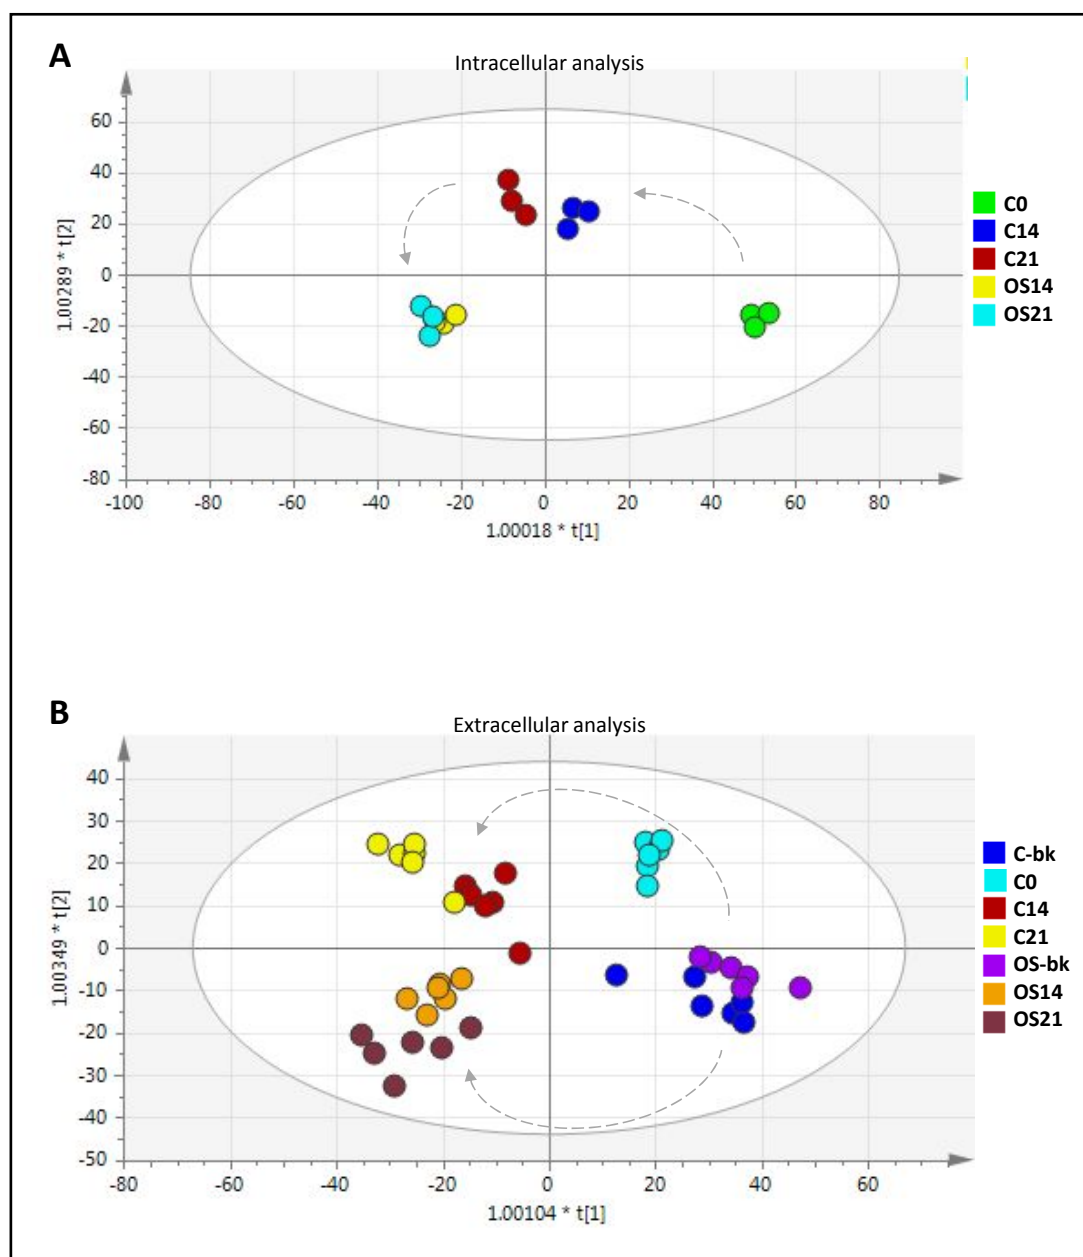 A
Intracellular analysis
60
40
20
0
-20
-40
-60
-80
1.00289 * t[2]
-100 -80 -60 -40 -20 0 20 40 60 80
1.00018 * t[1]
C0
C14
C21
OS14
OS21
B
Extracellular analysis
40
30
20
10
0
-10
-20
-30
-40
-50
1.00349 * t[2]
-80 -60 -40 -20 0 20 40 60
1.00104 * t[1]
C-bk
C0
C14
C21
OS-bk
OS14
OS21